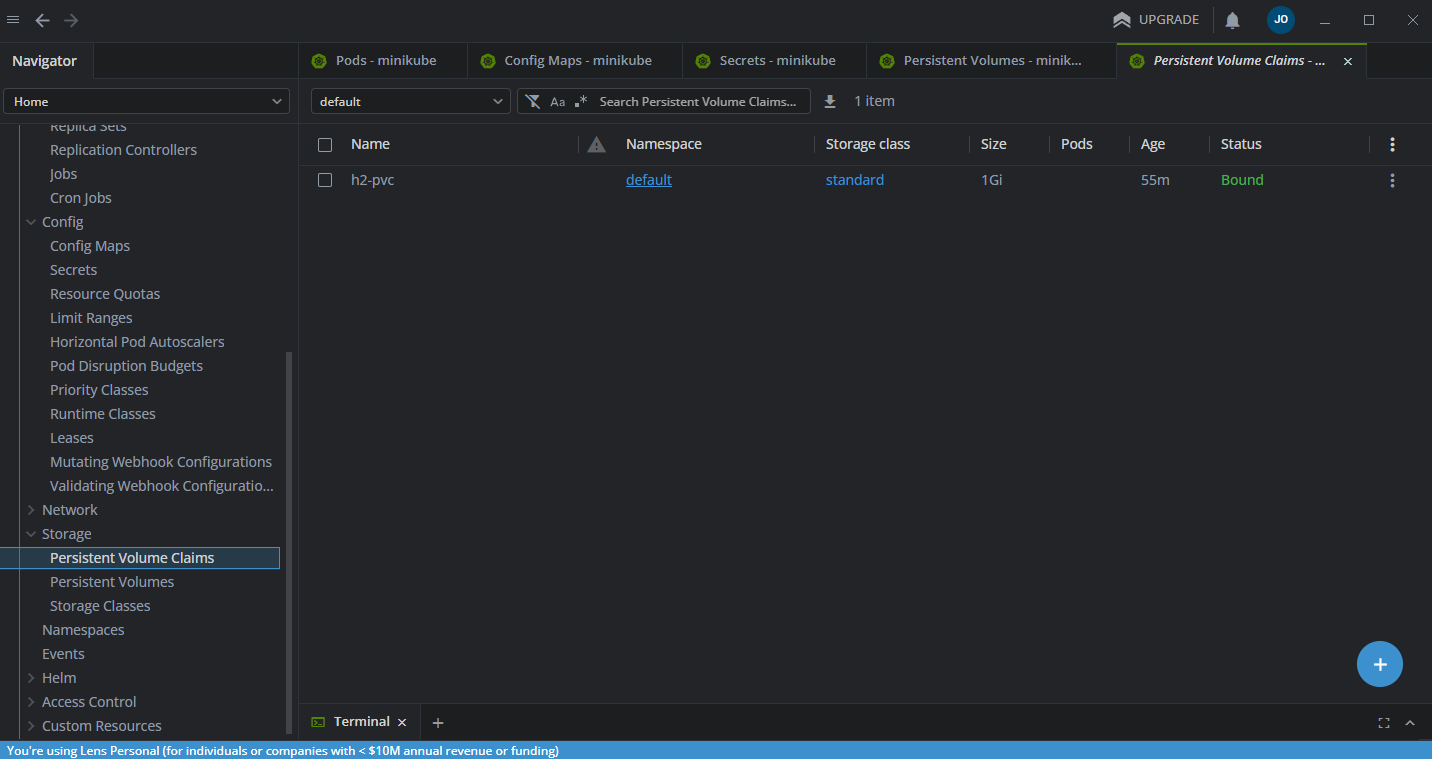 UPGRADE
JO
Navigator
Pods - minikube
Config Maps - minikube
Secrets - minikube
Persistent Volumes - minik...
Persistent Volume Claims - ...
Home
default
Aa
.*
Search Persistent Volume Claims...
1 item
Name
Namespace
Storage class
Size
Pods
Age
Status
h2-pvc
default
standard
1Gi
55m
Bound
Replica Sets
Replication Controllers
Jobs
Cron Jobs
Config
Config Maps
Secrets
Resource Quotas
Limit Ranges
Horizontal Pod Autoscalers
Pod Disruption Budgets
Priority Classes
Runtime Classes
Leases
Mutating Webhook Configurations
Validating Webhook Configuratio...
Network
Storage
Persistent Volume Claims
Persistent Volumes
Storage Classes
Namespaces
Events
Helm
Access Control
Custom Resources
Terminal
You're using Lens Personal (for individuals or companies with < $10M annual revenue or funding)